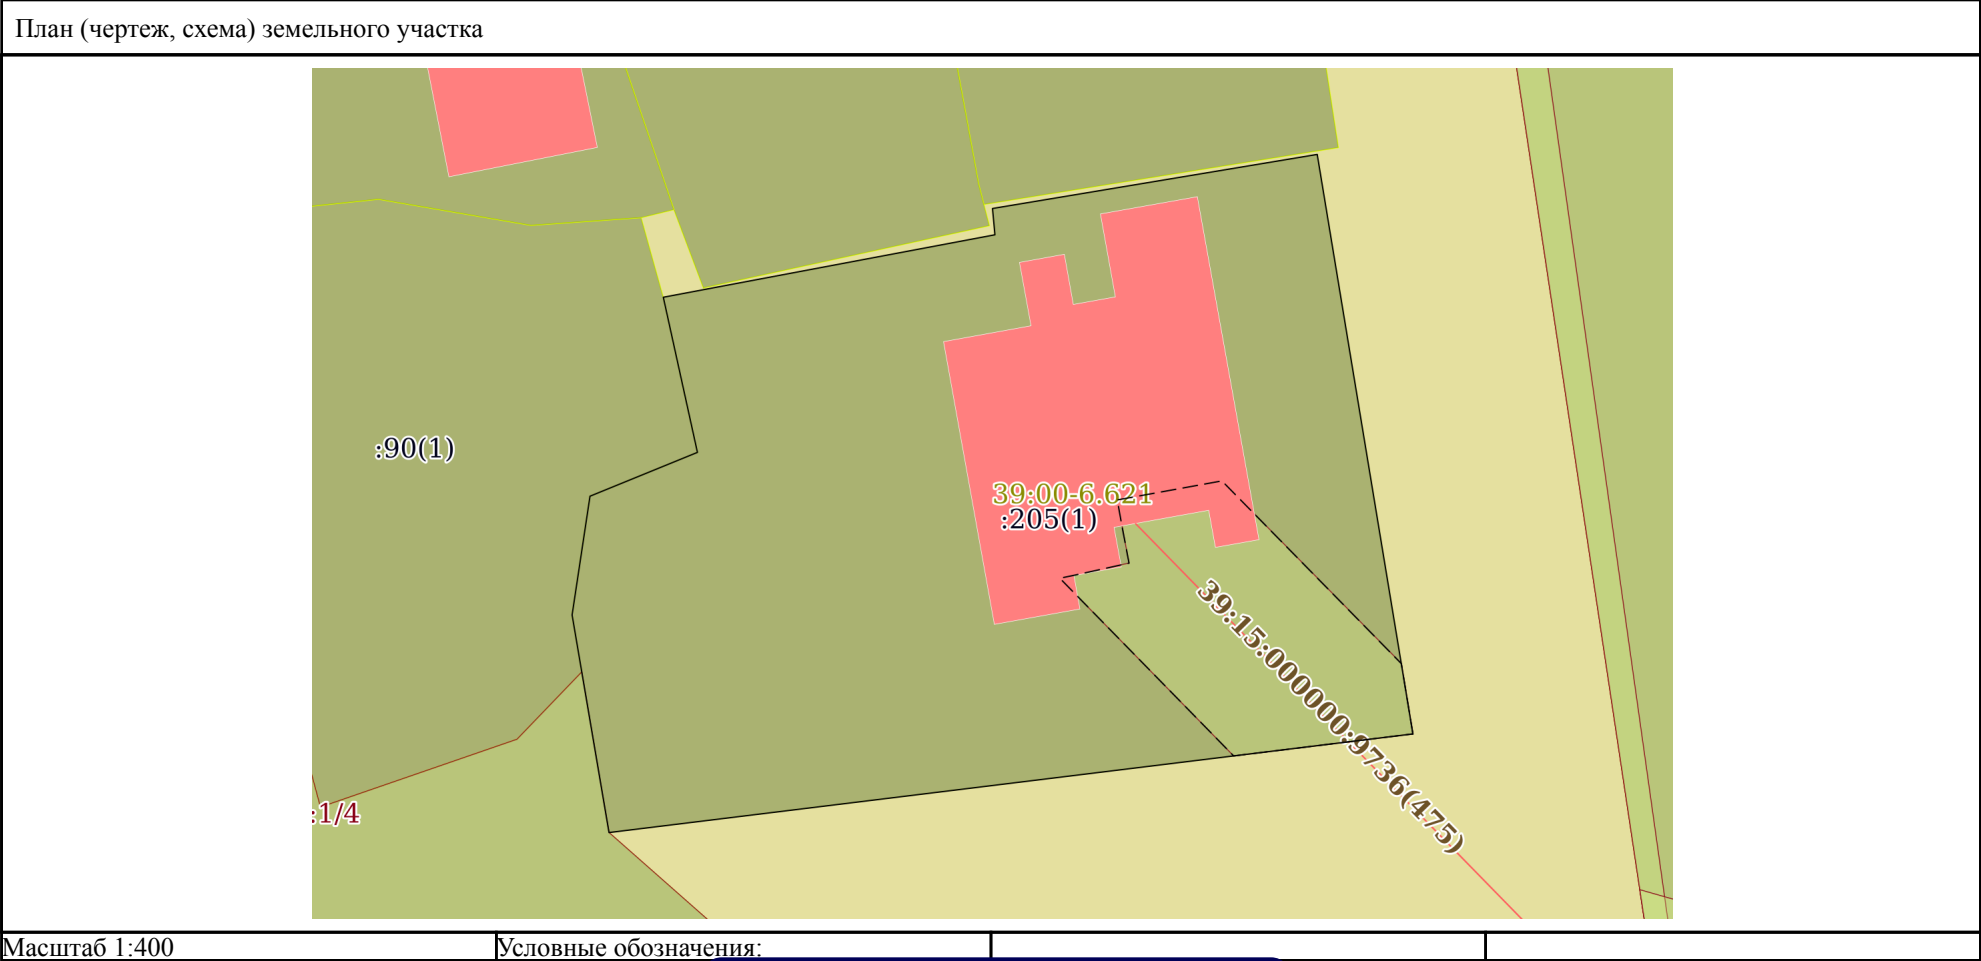 План (чертеж, схема) земельного участка
:90(1)
39:00-6.621
:205(1)
39:15:000000:9736(475)
:1/4
Масштаб 1:400
Условные обозначения: